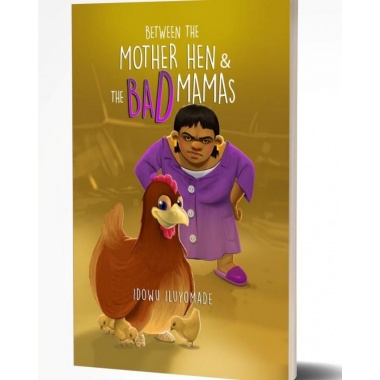 BETWEEN THE
MOTHER HEN &
THE BAD MAMAS
IDOWU ILUYOMADE